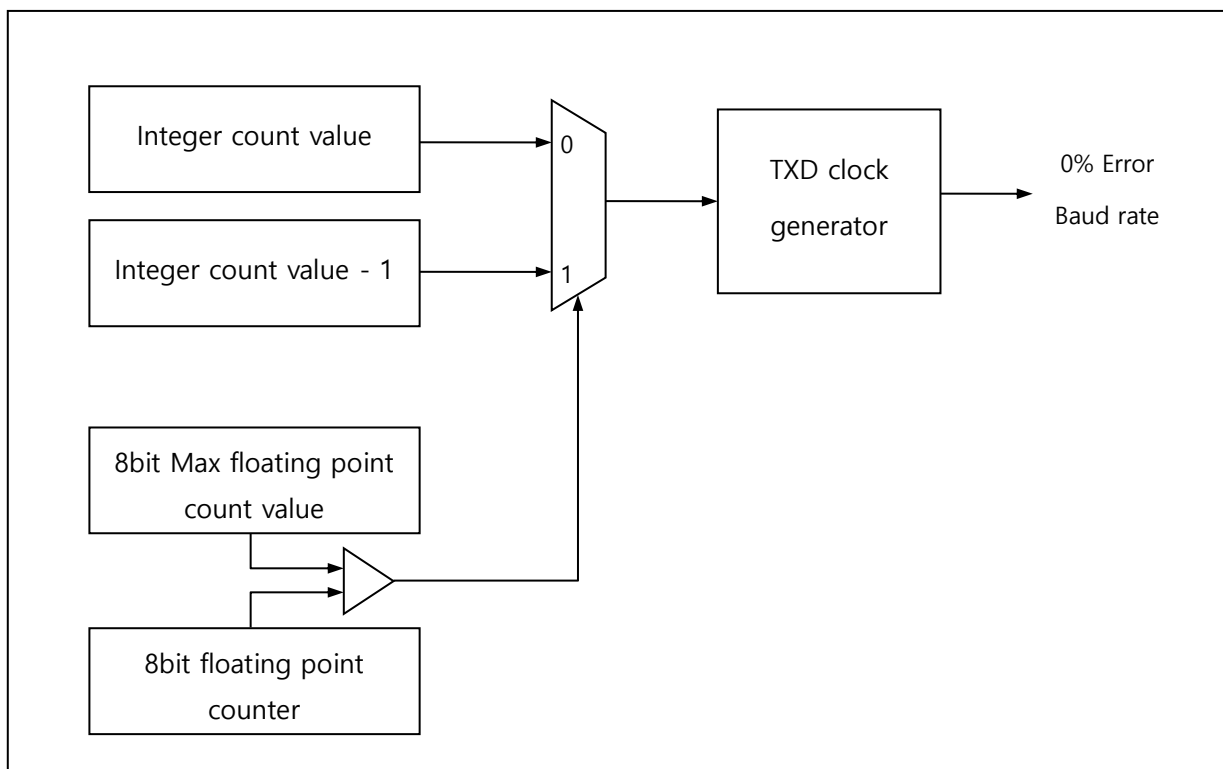 Integer count value
Integer count value - 1
0
1
TXD clock
generator
0% Error
Baud rate
8bit Max floating point
count value
8bit floating point
counter